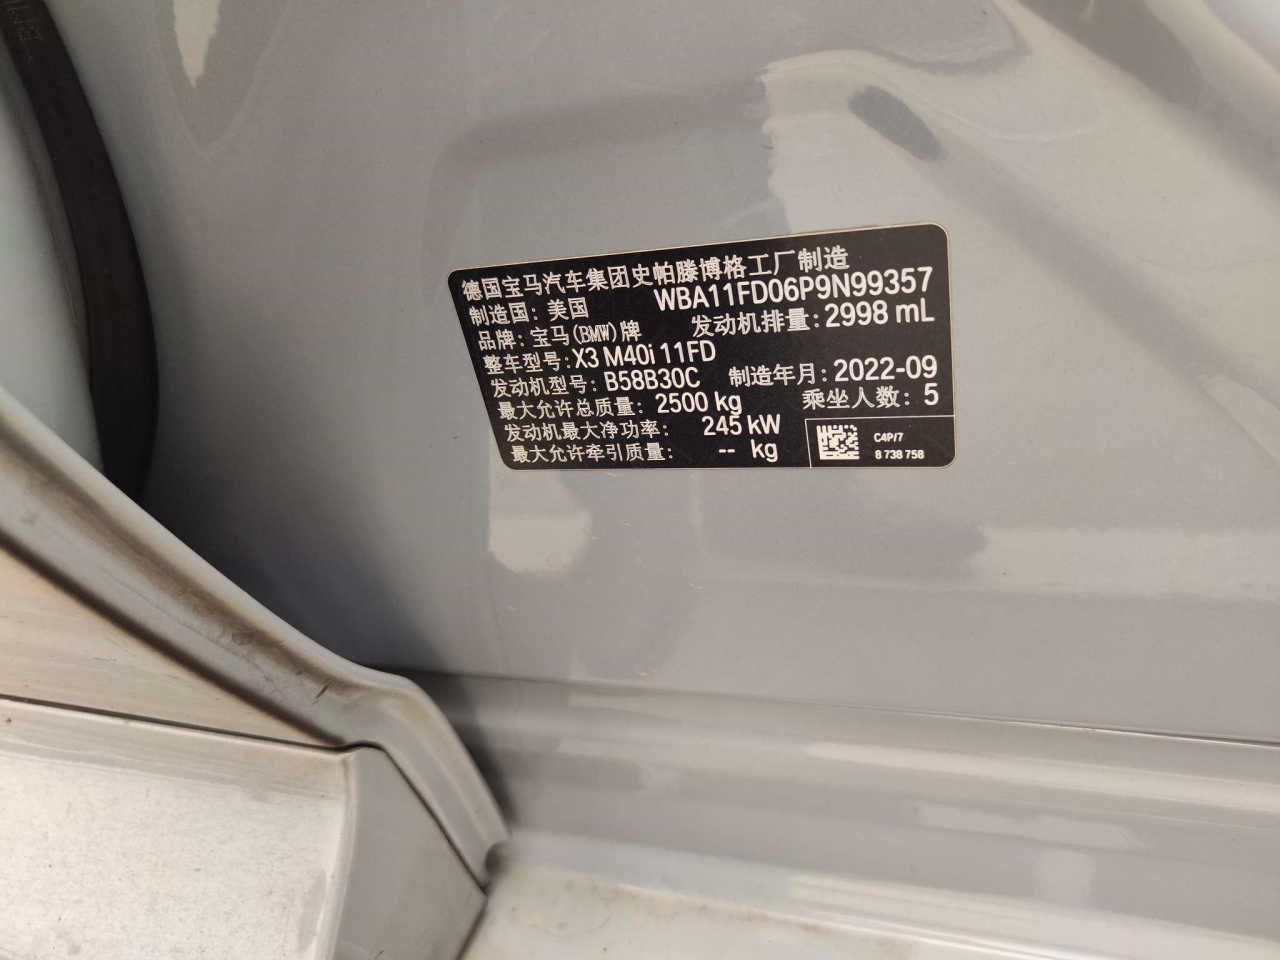 德国宝马汽车集团史帕滕博格工厂制造
制造国: 美国 WBA11FD06P9N99357
品牌: 宝马(BMW)牌 发动机排量: 2998 mL
整车型号: X3 M40i 11FD
发动机型号: B58B30C 制造年月: 2022-09
最大允许总质量: 2500 kg 乘坐人数: 5
发动机最大净功率: 245 kW
最大允许牵引质量: -- kg
C4P/7
8 738 758